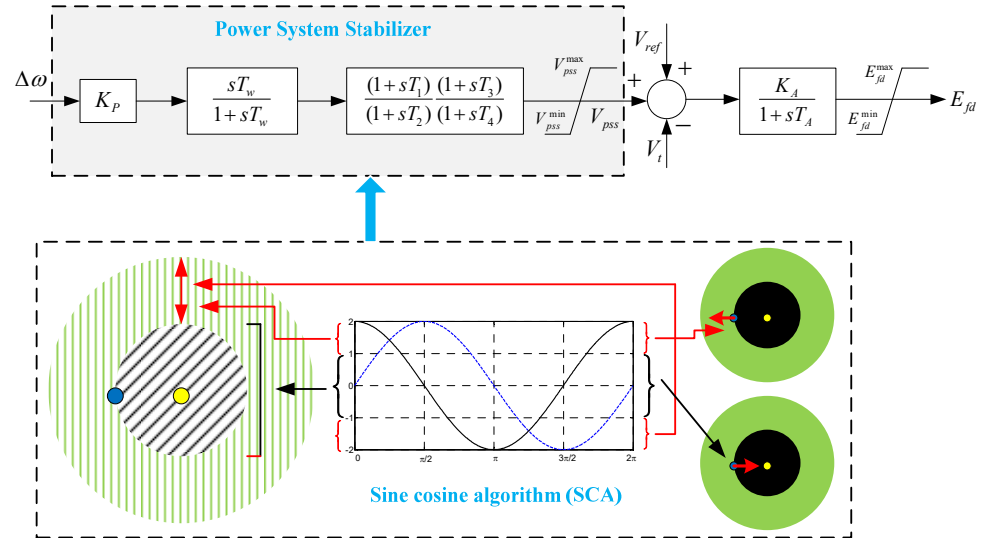 Power System Stabilizer
Δω
K_P
sT_w
1+sT_w
(1+sT_1) (1+sT_3)
(1+sT_2) (1+sT_4)
V_pss^max
V_pss^min
V_pss
+
V_ref
+
−
V_t
K_A
1+sT_A
E_fd^max
E_fd^min
E_fd
2
1
0
-1
-2
0 π/2 π 3π/2 2π
Sine cosine algorithm (SCA)